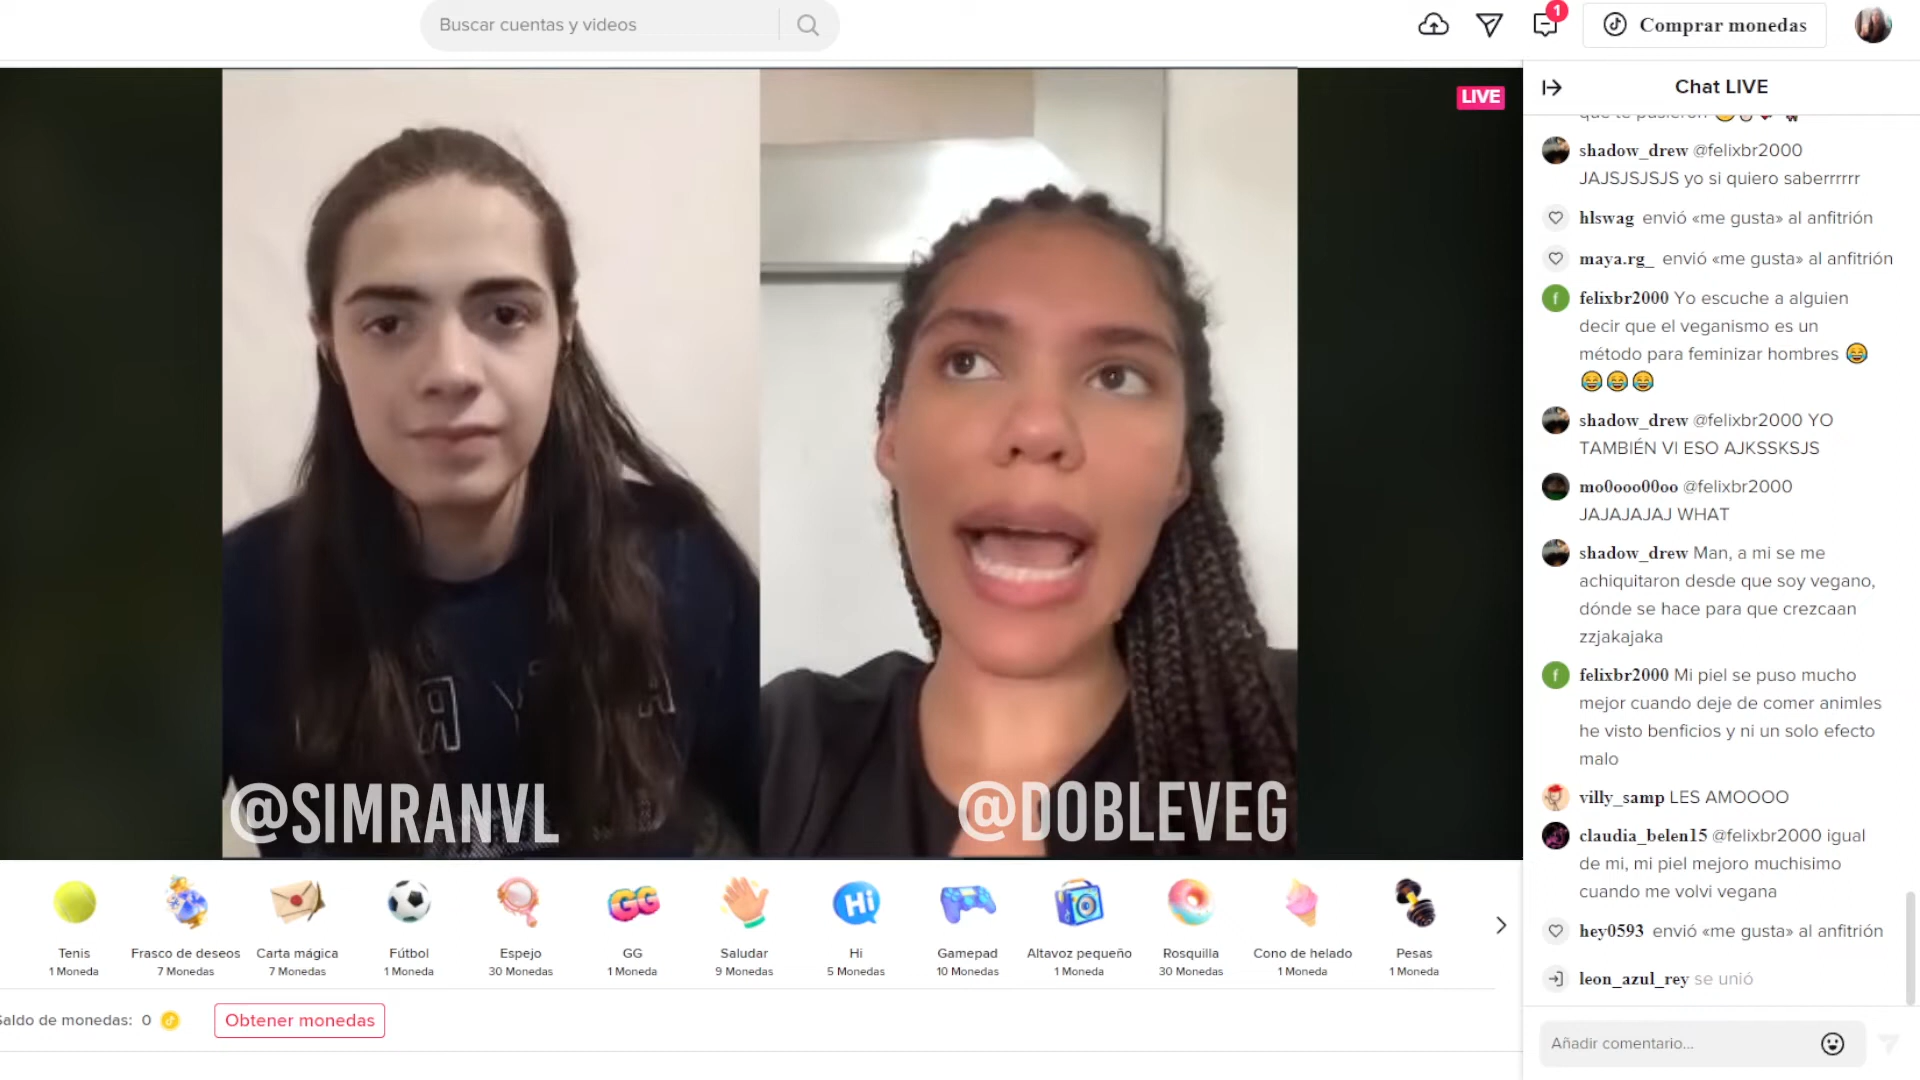 Buscar cuentas y videos
1
Comprar monedas
LIVE
Chat LIVE
shadow_drew @felixbr2000
JAJSJSJSJS yo si quiero saberrrrrr
hlswag envió «me gusta» al anfitrión
maya.rg_ envió «me gusta» al anfitrión
f felixbr2000 Yo escuche a alguien
decir que el veganismo es un
método para feminizar hombres 😂
😂😂😂
shadow_drew @felixbr2000 YO
TAMBIÉN VI ESO AJKSSKSJS
mo0ooo00oo @felixbr2000
JAJAJAJAJ WHAT
shadow_drew Man, a mi se me
achiquitaron desde que soy vegano,
dónde se hace para que crezcaan
zzjakajaka
f felixbr2000 Mi piel se puso mucho
mejor cuando deje de comer animles
he visto benficios y ni un solo efecto
malo
villy_samp LES AMOOOO
claudia_belen15 @felixbr2000 igual
de mi, mi piel mejoro muchisimo
cuando me volvi vegana
hey0593 envió «me gusta» al anfitrión
leon_azul_rey se unió
Añadir comentario...
@SIMRANVL
@DOBLEVEG
GG
Hi
Tenis
1 Moneda
Frasco de deseos
7 Monedas
Carta mágica
7 Monedas
Fútbol
1 Moneda
Espejo
30 Monedas
GG
1 Moneda
Saludar
9 Monedas
Hi
5 Monedas
Gamepad
10 Monedas
Altavoz pequeño
1 Moneda
Rosquilla
30 Monedas
Cono de helado
1 Moneda
Pesas
1 Moneda
Saldo de monedas: 0
Obtener monedas